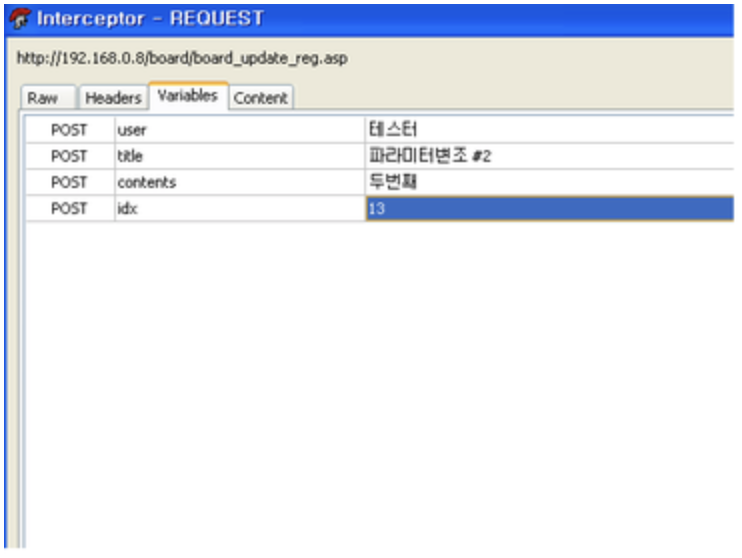 Interceptor - REQUEST
http://192.168.0.8/board/board_update_reg.asp
Raw Headers Variables Content
POST user 테스터
POST title 파라미터변조 #2
POST contents 두번째
POST idx 13